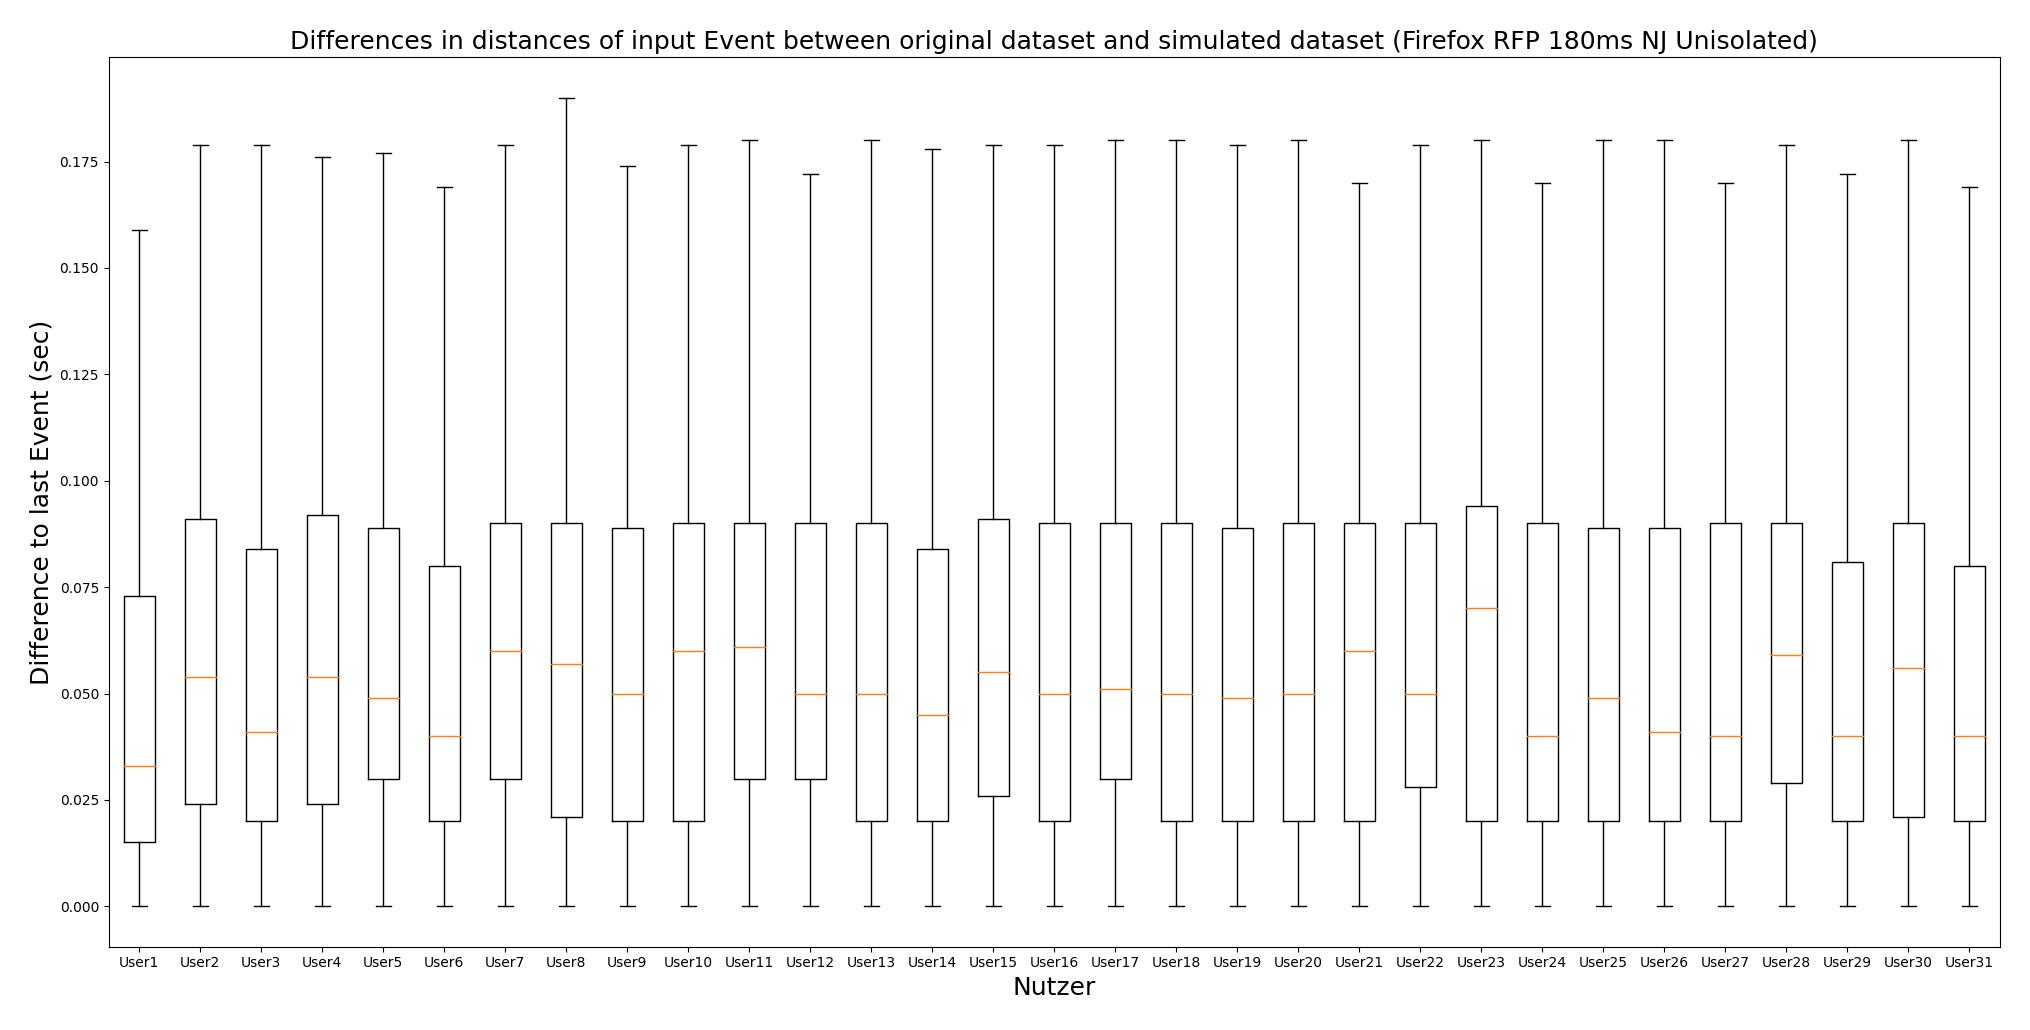 Differences in distances of input Event between original dataset and simulated dataset (Firefox RFP 180ms NJ Unisolated)
Difference to last Event (sec)
0.175
0.150
0.125
0.100
0.075
0.050
0.025
0.000
User1 User2 User3 User4 User5 User6 User7 User8 User9 User10 User11 User12 User13 User14 User15 User16 User17 User18 User19 User20 User21 User22 User23 User24 User25 User26 User27 User28 User29 User30 User31
Nutzer